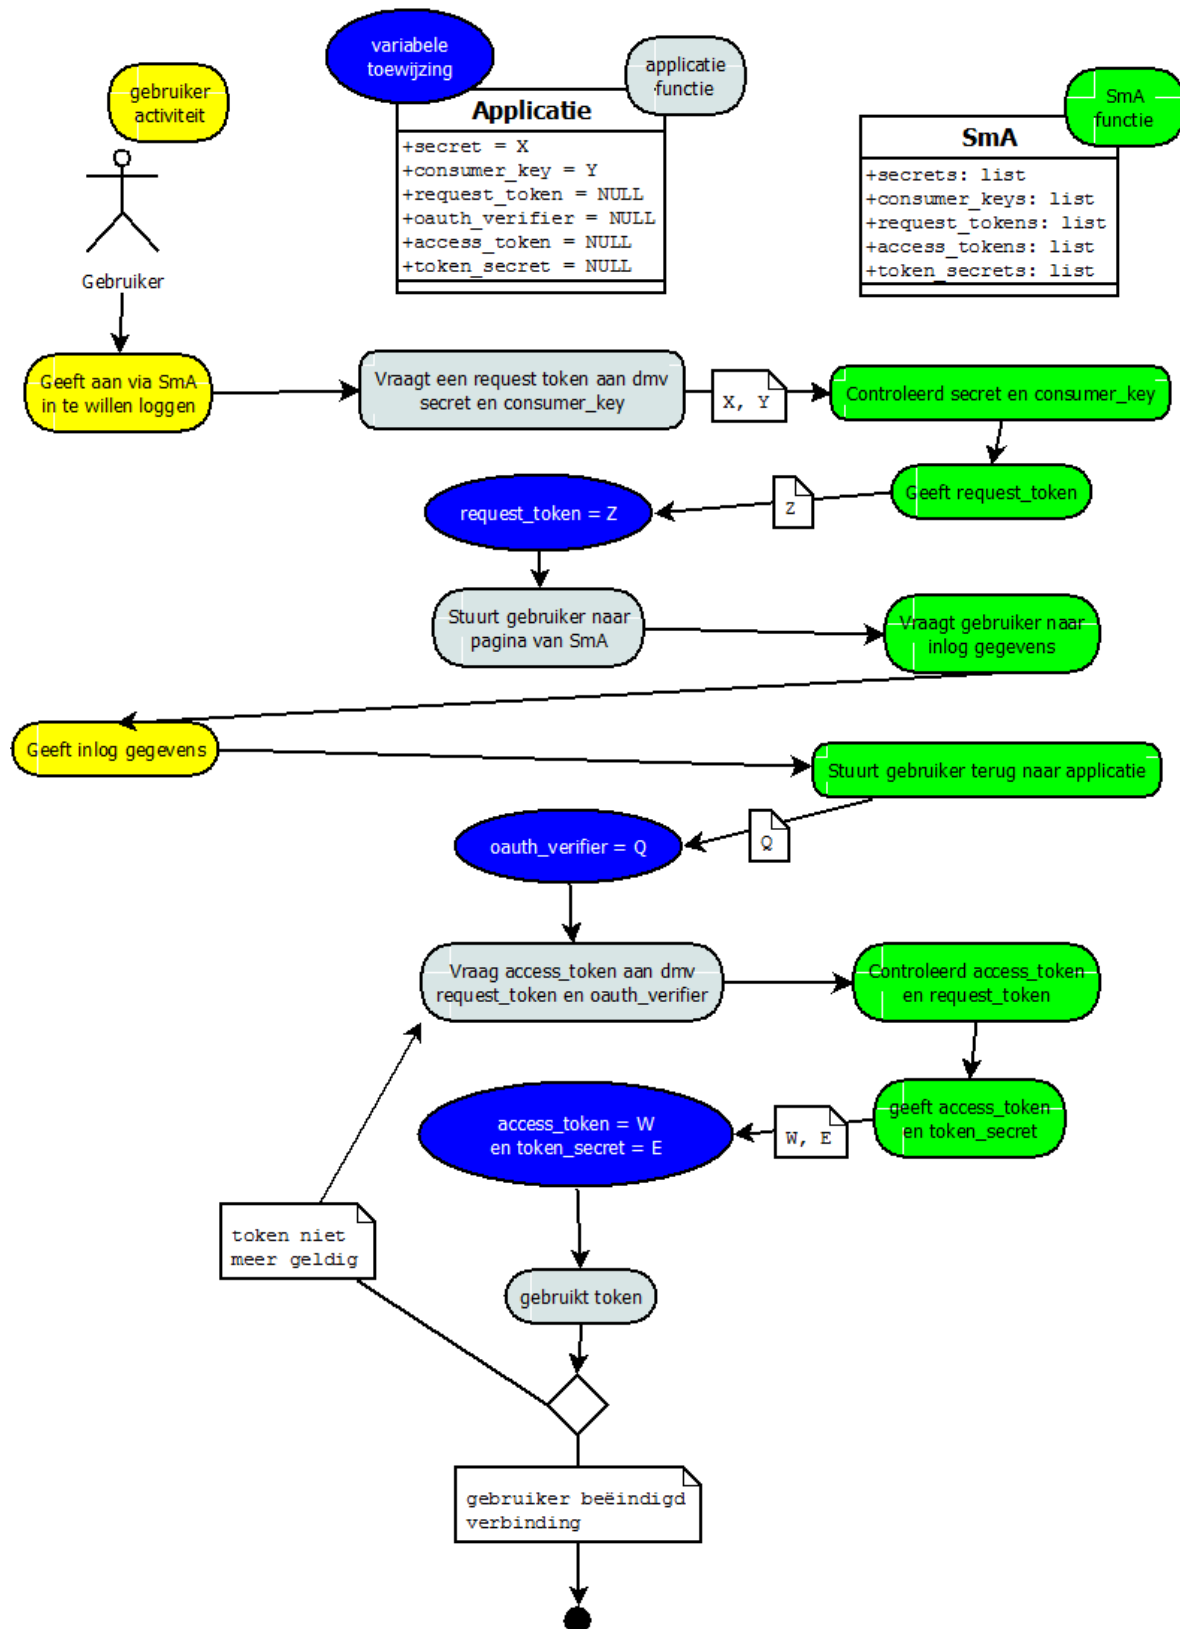 variabele
toewijzing
applicatie
functie
gebruiker
activiteit
SmA
functie
Applicatie
+secret = X
+consumer_key = Y
+request_token = NULL
+oauth_verifier = NULL
+access_token = NULL
+token_secret = NULL
SmA
+secrets: list
+consumer_keys: list
+request_tokens: list
+access_tokens: list
+token_secrets: list
Gebruiker
Geeft aan via SmA
in te willen loggen
Vraagt een request token aan dmv
secret en consumer_key
X, Y
Controleerd secret en consumer_key
Geeft request_token
Z
request_token = Z
Stuurt gebruiker naar
pagina van SmA
Vraagt gebruiker naar
inlog gegevens
Geeft inlog gegevens
Stuurt gebruiker terug naar applicatie
Q
oauth_verifier = Q
Vraag access_token aan dmv
request_token en oauth_verifier
Controleerd access_token
en request_token
geeft access_token
en token_secret
W, E
access_token = W
en token_secret = E
token niet
meer geldig
gebruikt token
gebruiker beëindigd
verbinding